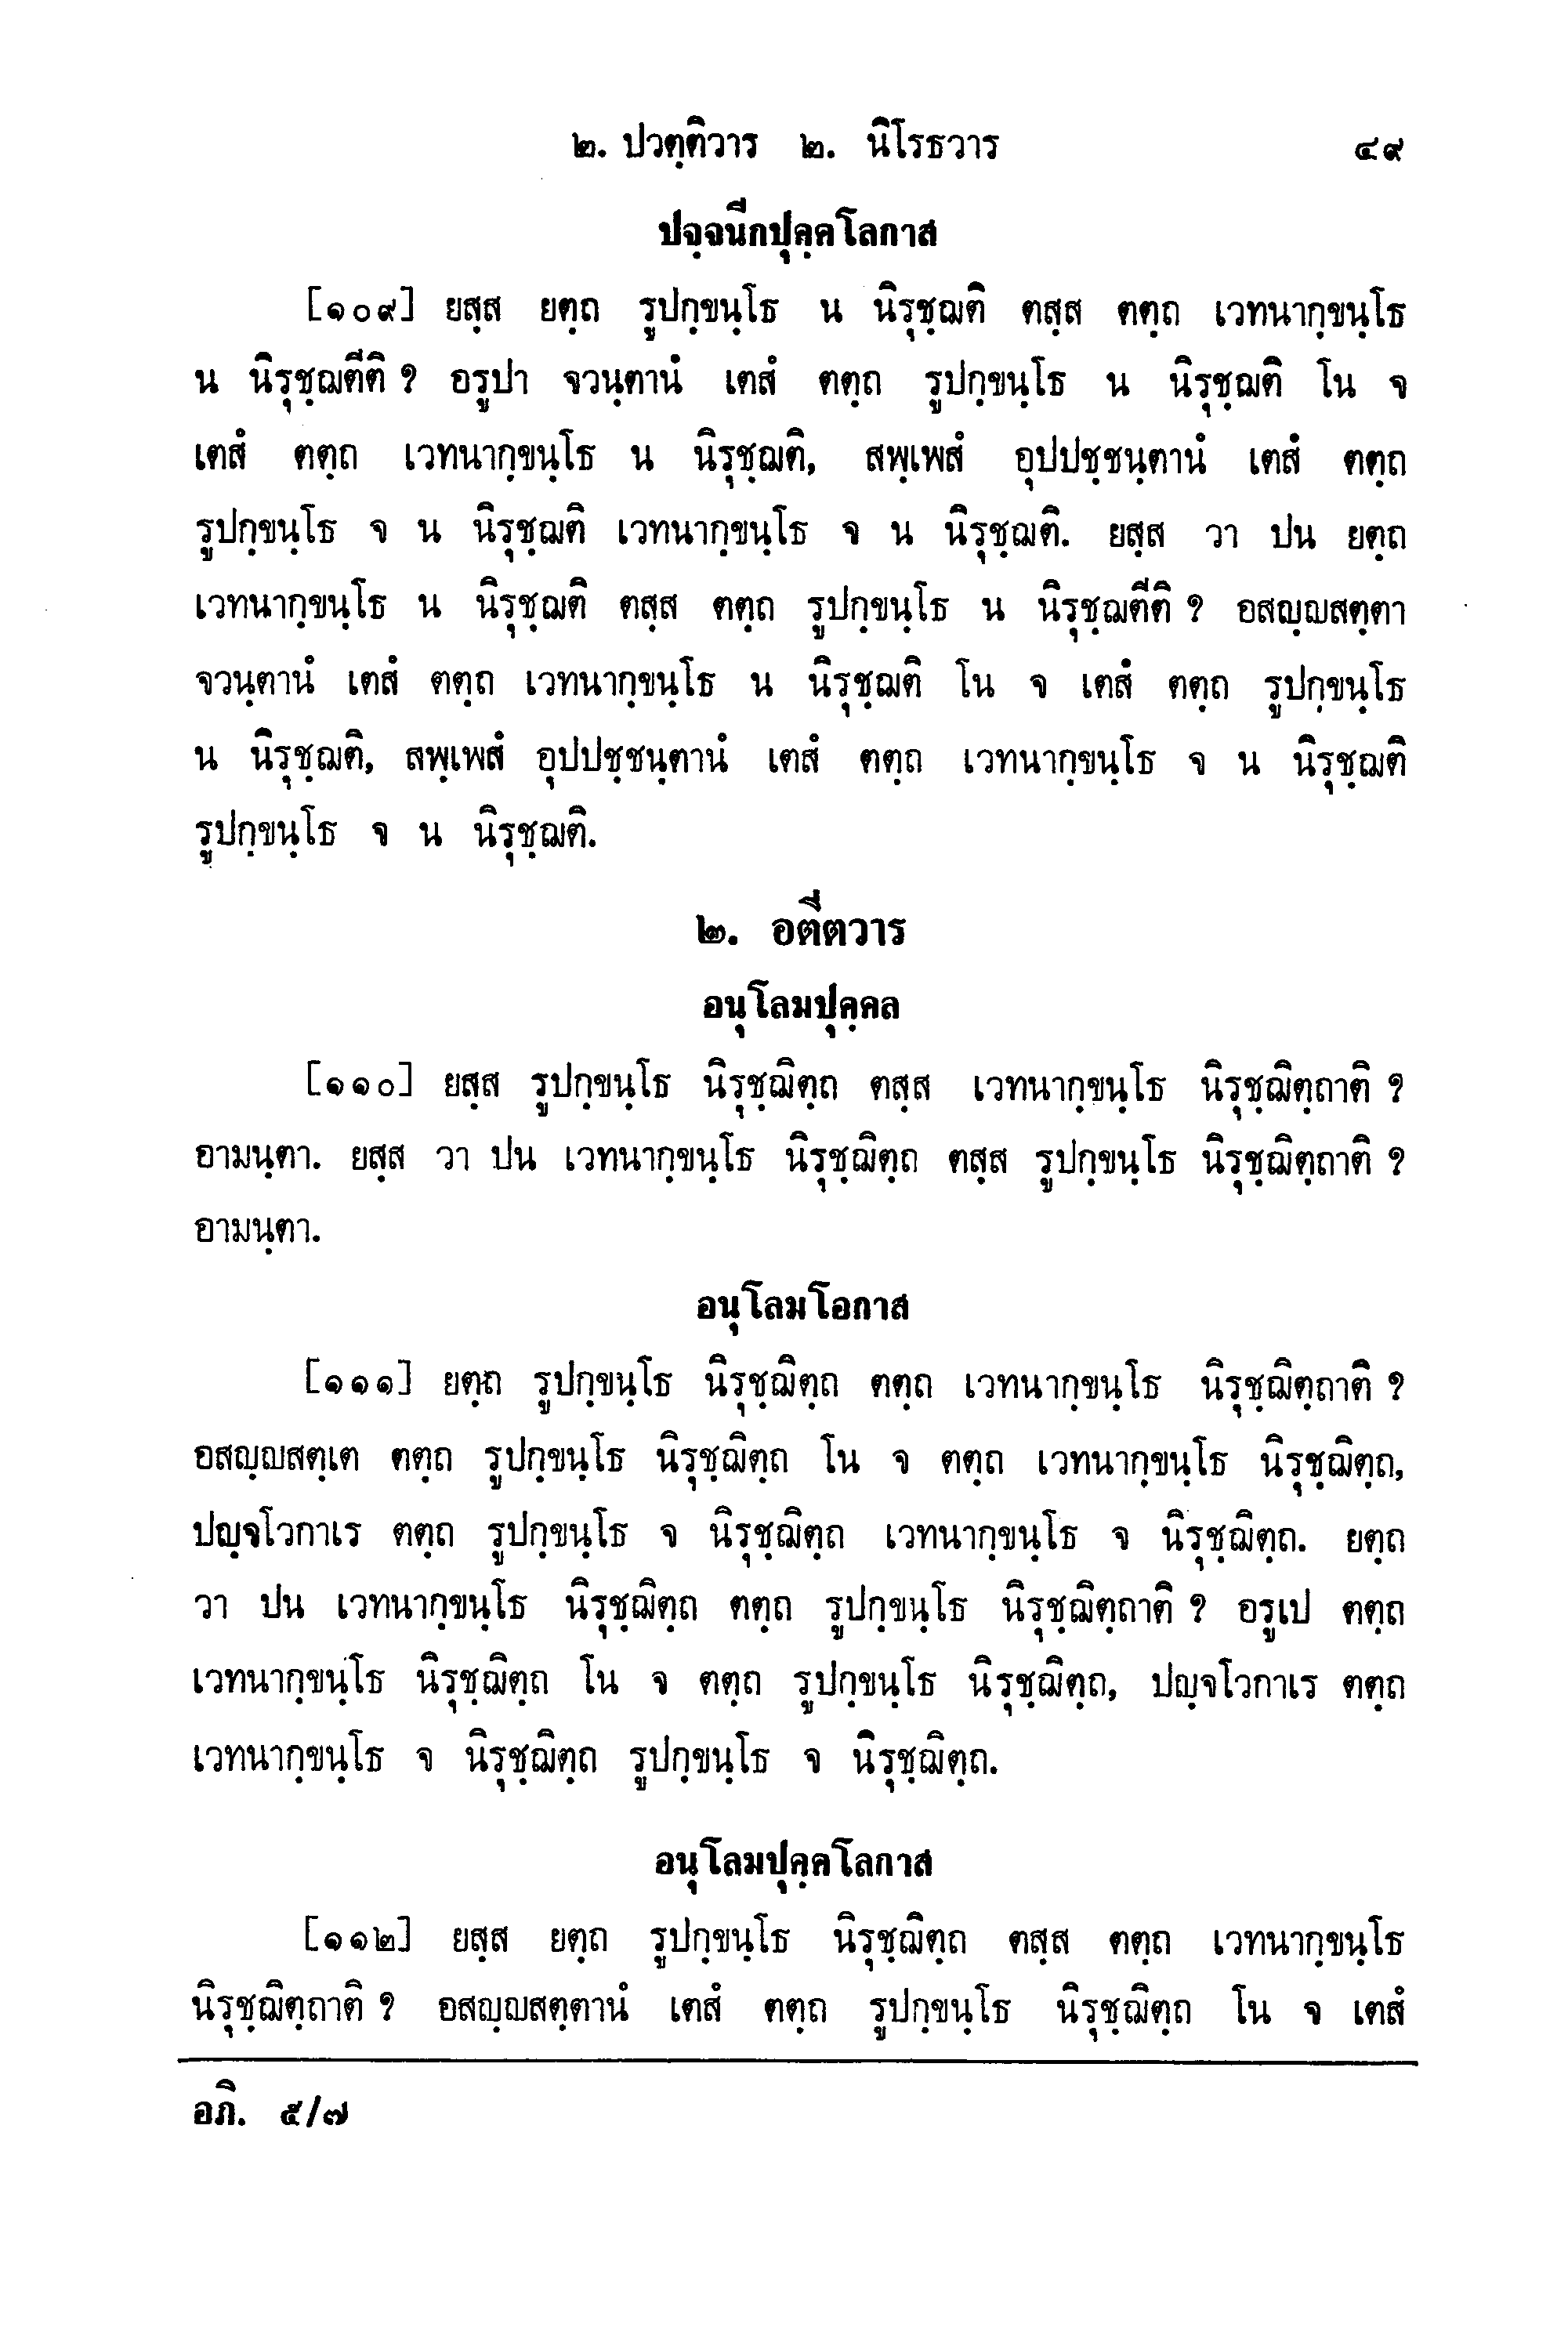 ๒. ปวตฺติวาร ๒. นิโรธวาร ๔๙
ปจฺจนีกปุคฺคโลกาส
[๑๐๙] ยสฺส ยตฺถ รูปกฺขนฺโธ น นิรุชฺฌติ ตสฺส ตตฺถ เวทนากฺขนฺโธ
น นิรุชฺฌตีติ ? อรูปา จวนฺตานํ เตสํ ตตฺถ รูปกฺขนฺโธ น นิรุชฺฌติ โน จ
เตสํ ตตฺถ เวทนากฺขนฺโธ น นิรุชฺฌติ, สพฺเพสํ อุปปชฺชนฺตานํ เตสํ ตตฺถ
รูปกฺขนฺโธ จ น นิรุชฺฌติ เวทนากฺขนฺโธ จ น นิรุชฺฌติ. ยสฺส วา ปน ยตฺถ
เวทนากฺขนฺโธ น นิรุชฺฌติ ตสฺส ตตฺถ รูปกฺขนฺโธ น นิรุชฺฌตีติ ? อสญฺญสตฺตา
จวนฺตานํ เตสํ ตตฺถ เวทนากฺขนฺโธ น นิรุชฺฌติ โน จ เตสํ ตตฺถ รูปกฺขนฺโธ
น นิรุชฺฌติ, สพฺเพสํ อุปปชฺชนฺตานํ เตสํ ตตฺถ เวทนากฺขนฺโธ จ น นิรุชฺฌติ
รูปกฺขนฺโธ จ น นิรุชฺฌติ.
๒. อตีตวาร
อนุโลมปุคฺคล
[๑๑๐] ยสฺส รูปกฺขนฺโธ นิรุชฺฌิตฺถ ตสฺส เวทนากฺขนฺโธ นิรุชฺฌิตฺถาติ ?
อามนฺตา. ยสฺส วา ปน เวทนากฺขนฺโธ นิรุชฺฌิตฺถ ตสฺส รูปกฺขนฺโธ นิรุชฺฌิตฺถาติ ?
อามนฺตา.
อนุโลมโอกาส
[๑๑๑] ยตฺถ รูปกฺขนฺโธ นิรุชฺฌิตฺถ ตตฺถ เวทนากฺขนฺโธ นิรุชฺฌิตฺถาติ ?
อสญฺญสตฺเต ตตฺถ รูปกฺขนฺโธ นิรุชฺฌิตฺถ โน จ ตตฺถ เวทนากฺขนฺโธ นิรุชฺฌิตฺถ,
ปญฺจโวกาเร ตตฺถ รูปกฺขนฺโธ จ นิรุชฺฌิตฺถ เวทนากฺขนฺโธ จ นิรุชฺฌิตฺถ. ยตฺถ
วา ปน เวทนากฺขนฺโธ นิรุชฺฌิตฺถ ตตฺถ รูปกฺขนฺโธ นิรุชฺฌิตฺถาติ ? อรูเป ตตฺถ
เวทนากฺขนฺโธ นิรุชฺฌิตฺถ โน จ ตตฺถ รูปกฺขนฺโธ นิรุชฺฌิตฺถ, ปญฺจโวกาเร ตตฺถ
เวทนากฺขนฺโธ จ นิรุชฺฌิตฺถ รูปกฺขนฺโธ จ นิรุชฺฌิตฺถ.
อนุโลมปุคฺคโลกาส
[๑๑๒] ยสฺส ยตฺถ รูปกฺขนฺโธ นิรุชฺฌิตฺถ ตสฺส ตตฺถ เวทนากฺขนฺโธ
นิรุชฺฌิตฺถาติ ? อสญฺญสตฺตานํ เตสํ ตตฺถ รูปกฺขนฺโธ นิรุชฺฌิตฺถ โน จ เตสํ
อภิ. ๕/๗